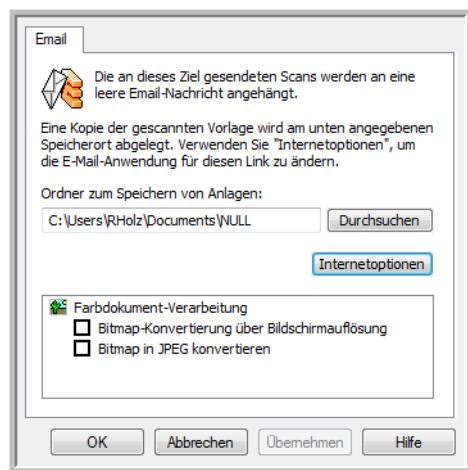 Email
Die an dieses Ziel gesendeten Scans werden an eine
leere Email-Nachricht angehängt.
Eine Kopie der gescannten Vorlage wird am unten angegebenen
Speicherort abgelegt. Verwenden Sie "Internetoptionen", um
die E-Mail-Anwendung für diesen Link zu ändern.
Ordner zum Speichern von Anlagen:
C:\Users\RHolz\Documents\NULL Durchsuchen
Internetoptionen
Farbdokument-Verarbeitung
Bitmap-Konvertierung über Bildschirmauflösung
Bitmap in JPEG konvertieren
OK Abbrechen Übernehmen Hilfe